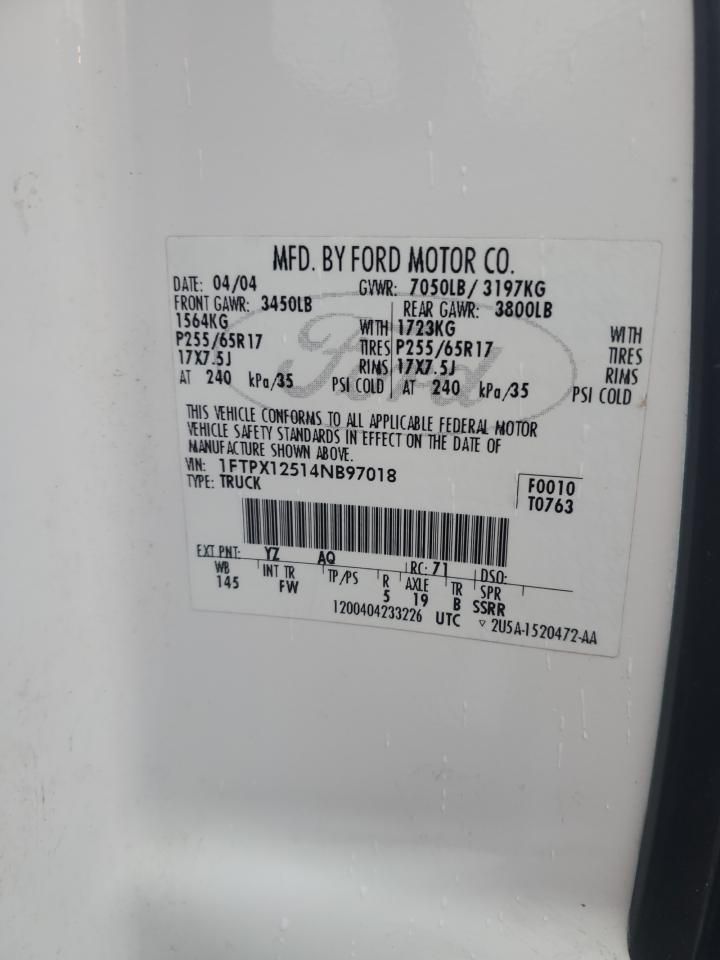 MFD. BY FORD MOTOR CO.
DATE: 04/04 GVWR: 7050LB/ 3197KG
FRONT GAWR: 3450LB REAR GAWR: 3800LB
1564KG WITH 1723KG WITH
P255/65R17 TIRES P255/65R17 TIRES
17X7.5J RIMS 17X7.5J RIMS
AT 240 kPa/35 PSI COLD AT 240 kPa/35 PSI COLD
THIS VEHICLE CONFORMS TO ALL APPLICABLE FEDERAL MOTOR
VEHICLE SAFETY STANDARDS IN EFFECT ON THE DATE OF
MANUFACTURE SHOWN ABOVE.
VIN: 1FTPX12514NB97018 F0010
TYPE: TRUCK T0763
EXT PNT: YZ AQ RC: 71 DSO:
WB INT TR TP/PS R AXLE TR SPR
145 FW 5 19 B SSRR
1200404233226 UTC ▽ 2U5A-1520472-AA
Ford